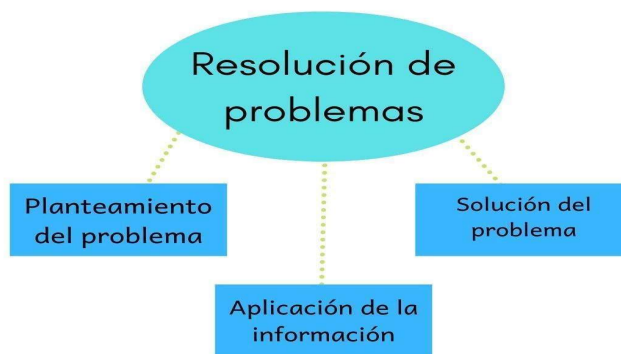 Resolución de
problemas
Planteamiento
del problema
Solución del
problema
Aplicación de la
información